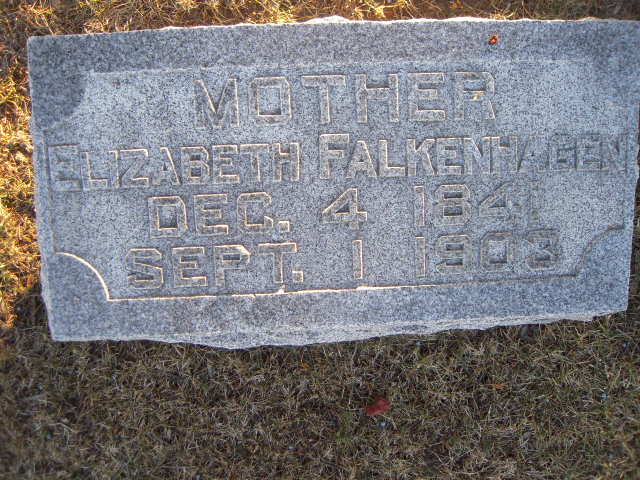 MOTHER
ELIZABETH FALKENHAGEN
DEC. 4 1841
SEPT. 1 1903